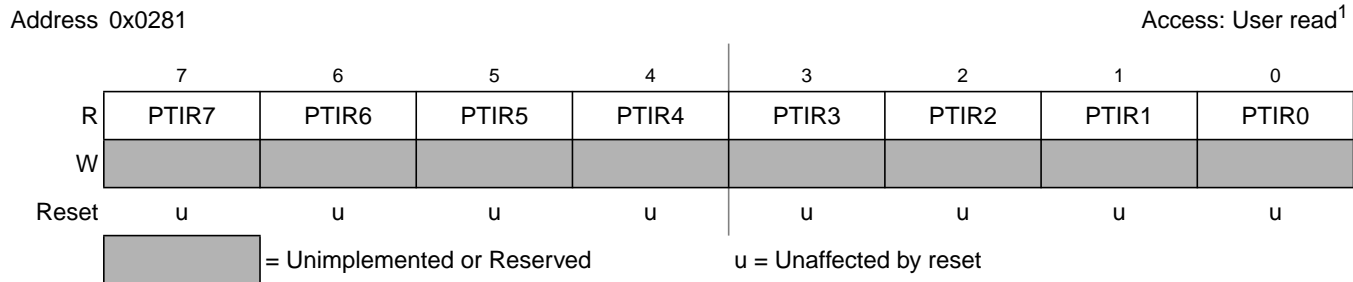 Address 0x0281 Access: User read1
7 6 5 4 3 2 1 0
R PTIR7 PTIR6 PTIR5 PTIR4 PTIR3 PTIR2 PTIR1 PTIR0
W
Reset u u u u u u u u
= Unimplemented or Reserved u = Unaffected by reset